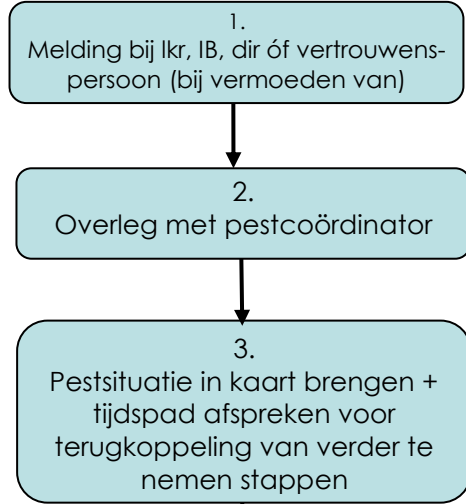 1.
Melding bij lkr, IB, dir óf vertrouwens-
persoon (bij vermoeden van)
2.
Overleg met pestcoördinator
3.
Pestsituatie in kaart brengen +
tijdspad afspreken voor
terugkoppeling van verder te
nemen stappen